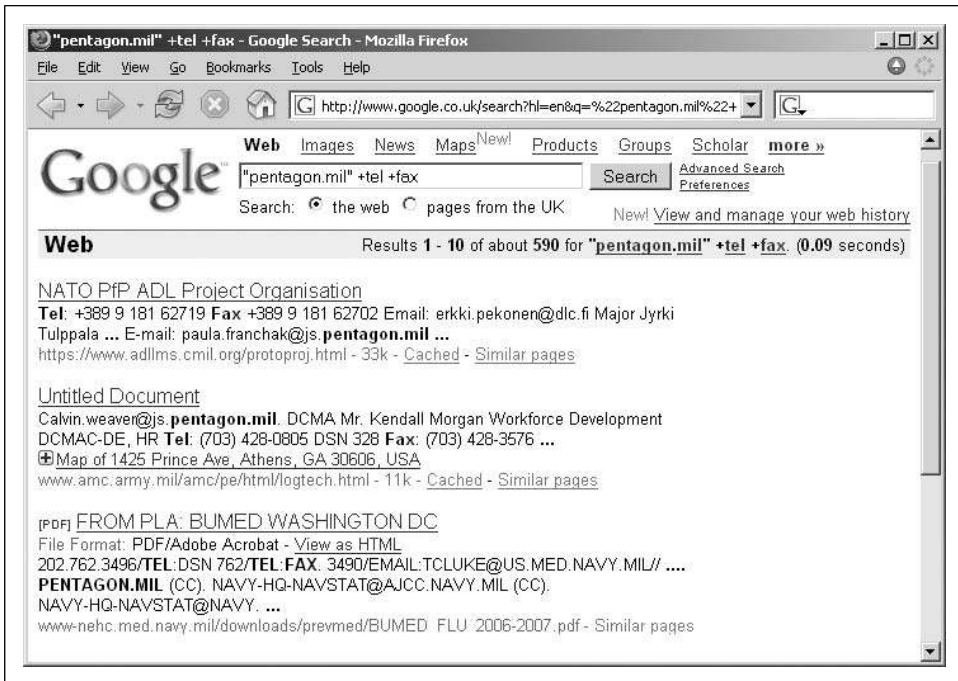 "pentagon.mil" +tel +fax - Google Search - Mozilla Firefox
File Edit View Go Bookmarks Tools Help
G http://www.google.co.uk/search?hl=en&q=%22pentagon.mil%22+ G
Google™ Web Images News Maps New! Products Groups Scholar more »
"pentagon.mil" +tel +fax Search Advanced Search
Preferences
Search: the web pages from the UK New! View and manage your web history
Web Results 1 - 10 of about 590 for "pentagon.mil" +tel +fax. (0.09 seconds)
NATO PfP ADL Project Organisation
Tel: +389 9 181 62719 Fax +389 9 181 62702 Email: erkki.pekonen@dlc.fi Major Jyrki
Tulppala ... E-mail: paula.franchak@js.pentagon.mil ...
https://www.adllms.cmil.org/protoproj.html - 33k - Cached - Similar pages
Untitled Document
Calvin.weaver@js.pentagon.mil. DCMA Mr. Kendall Morgan Workforce Development
DCMAC-DE, HR Tel: (703) 428-0805 DSN 328 Fax: (703) 428-3576 ...
Map of 1425 Prince Ave, Athens, GA 30606, USA
www.amc.army.mil/amc/pe/html/logtech.html - 11k - Cached - Similar pages
[PDF] FROM PLA: BUMED WASHINGTON DC
File Format: PDF/Adobe Acrobat - View as HTML
202.762.3496/TEL:DSN 762/TEL:FAX. 3490/EMAIL:TCLUKE@US.MED.NAVY.MIL// ....
PENTAGON.MIL (CC). NAVY-HQ-NAVSTAT@AJCC.NAVY.MIL (CC).
NAVY-HQ-NAVSTAT@NAVY. ...
www-nehc.med.navy.mil/downloads/prevmed/BUMED_FLU_2006-2007.pdf - Similar pages